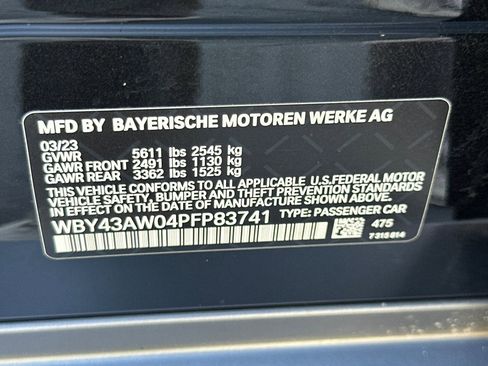 MFD BY BAYERISCHE MOTOREN WERKE AG
03/23
GVWR 5611 lbs 2545 kg
GAWR FRONT 2491 lbs 1130 kg
GAWR REAR 3362 lbs 1525 kg
THIS VEHICLE CONFORMS TO ALL APPLICABLE U.S.FEDERAL MOTOR
VEHICLE SAFETY, BUMPER AND THEFT PREVENTION
STANDARDS IN EFFECT ON THE DATE OF MANUFACTURE SHOWN ABOVE.
WBY43AW04PFP83741 TYPE: PASSENGER CAR
475
7 315 814